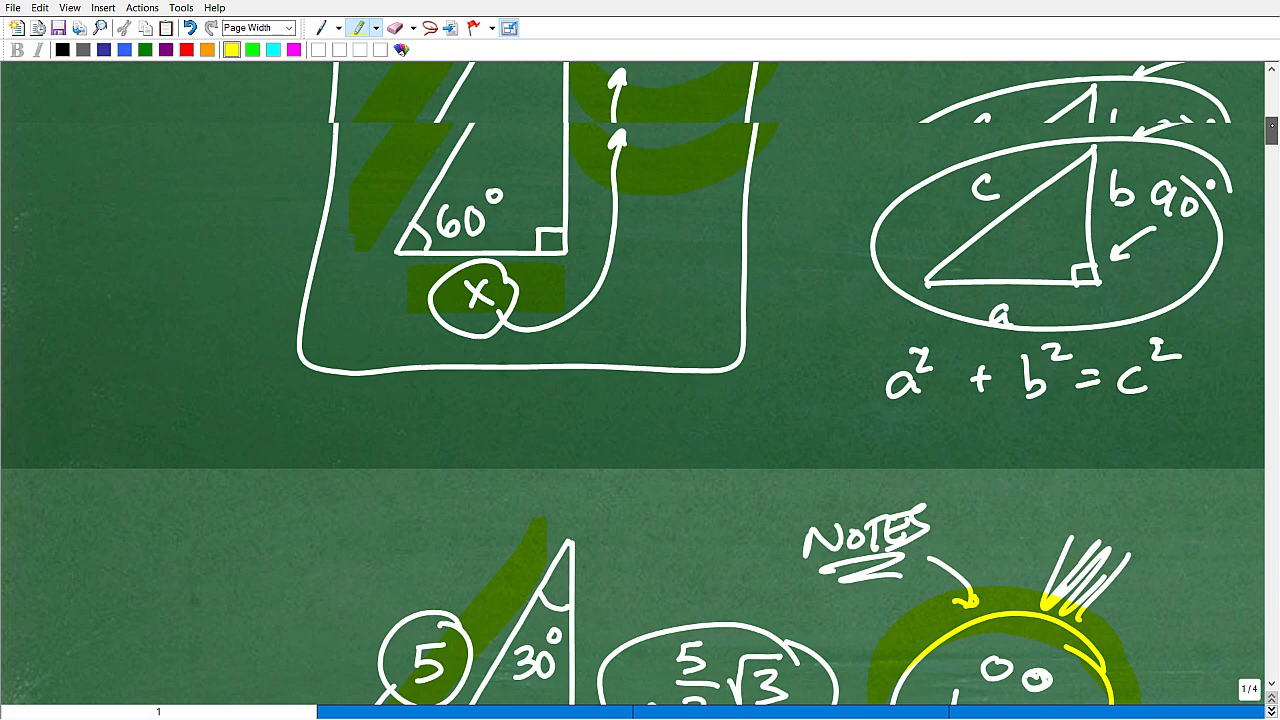 File Edit View Insert Actions Tools Help
Page Width
B I
60°
x
c
b 90°
a
a² + b² = c²
NOTES
5
30°
5
√3
1/4
1